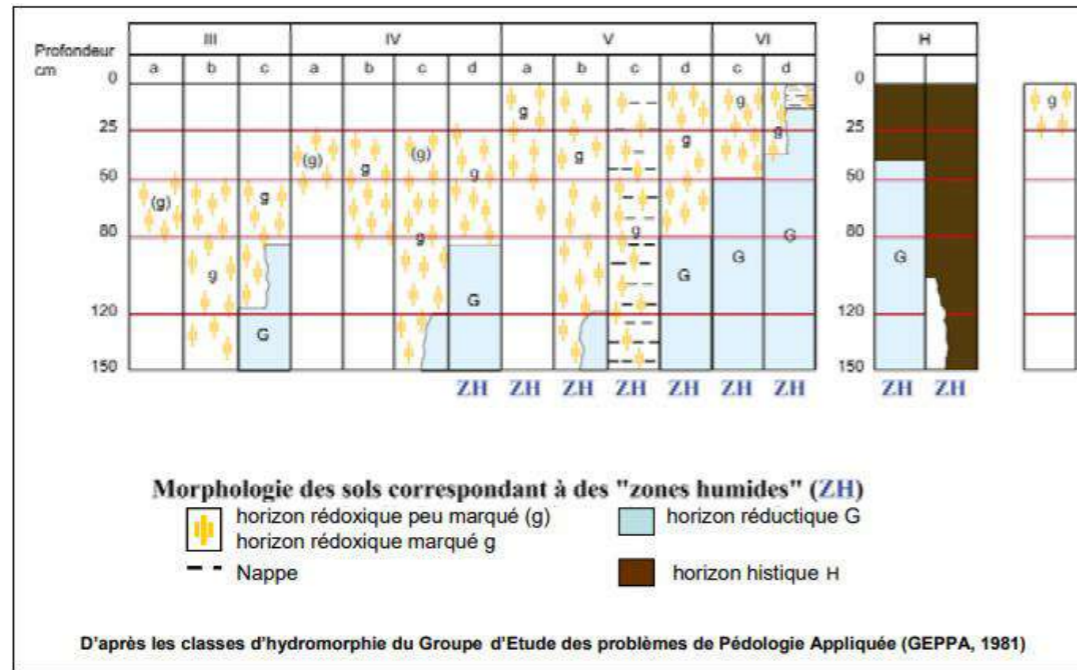 III IV V VI H
Profondeur
cm
a b c a b c d a b c d c d
0 0
g g g
25 25
(g) (g) g g g
g g g
50 50
(g) g g
80 80
g g g G G G G
G
120 120
G
150 150
ZH ZH ZH ZH ZH ZH ZH ZH ZH
Morphologie des sols correspondant à des "zones humides" (ZH)
horizon rédoxique peu marqué (g) horizon réductique G
horizon rédoxique marqué g
Nappe horizon histique H
D'après les classes d'hydromorphie du Groupe d'Etude des problèmes de Pédologie Appliquée (GEPPA, 1981)